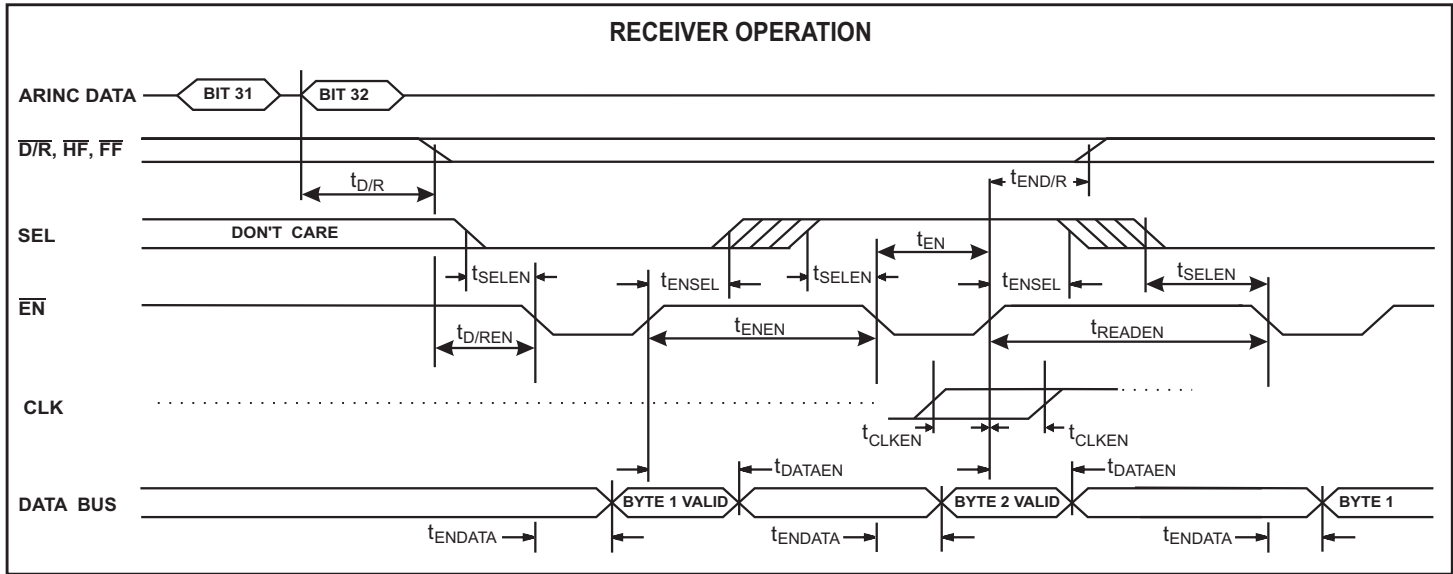 RECEIVER OPERATION
ARINC DATA
BIT 31
BIT 32
D/R, HF, FF
tD/R
tEND/R
SEL
DON'T CARE
tEN
tSELEN
tENSEL
tSELEN
tENSEL
tSELEN
EN
tD/REN
tENEN
tREADEN
CLK
tCLKEN
tCLKEN
tDATAEN
tDATAEN
DATA BUS
BYTE 1 VALID
BYTE 2 VALID
BYTE 1
tENDATA
tENDATA
tENDATA